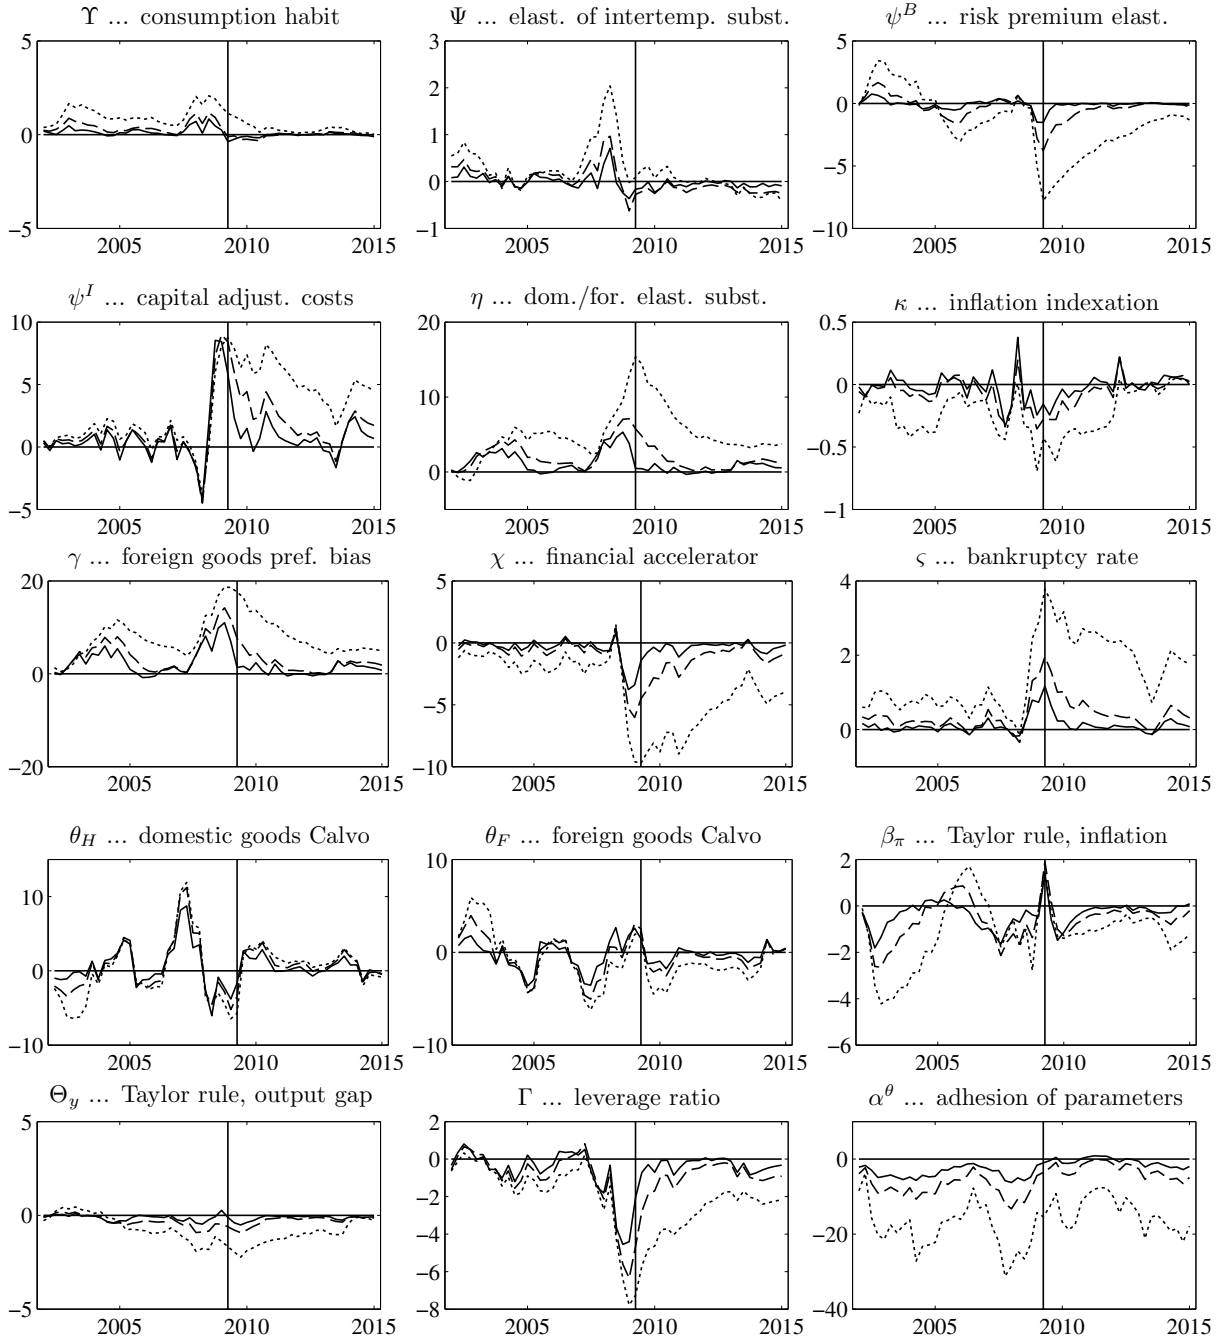 ϒ ... consumption habit
Ψ ... elast. of intertemp. subst.
ψ^B ... risk premium elast.
5
0
−5
2005 2010 2015
3
2
1
0
−1
2005 2010 2015
5
0
−5
−10
2005 2010 2015
ψ^I ... capital adjust. costs
η ... dom./for. elast. subst.
κ ... inflation indexation
10
5
0
−5
2005 2010 2015
20
10
0
2005 2010 2015
0.5
0
−0.5
−1
2005 2010 2015
γ ... foreign goods pref. bias
χ ... financial accelerator
ς ... bankruptcy rate
20
0
−20
2005 2010 2015
5
0
−5
−10
2005 2010 2015
4
2
0
2005 2010 2015
θ_H ... domestic goods Calvo
θ_F ... foreign goods Calvo
β_π ... Taylor rule, inflation
10
0
−10
2005 2010 2015
10
0
−10
2005 2010 2015
2
0
−2
−4
−6
2005 2010 2015
Θ_y ... Taylor rule, output gap
Γ ... leverage ratio
α^θ ... adhesion of parameters
5
0
−5
2005 2010 2015
2
0
−2
−4
−6
−8
2005 2010 2015
0
−20
−40
2005 2010 2015